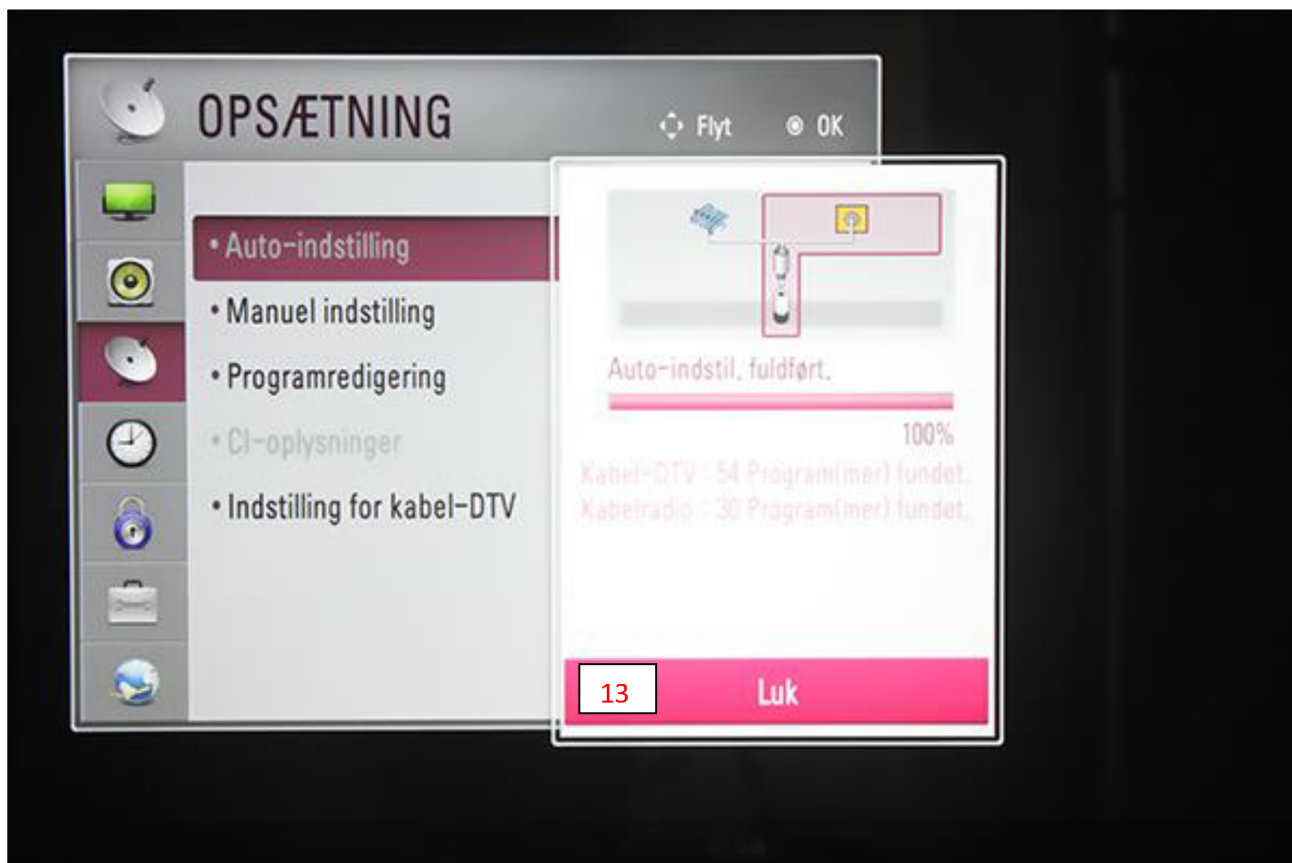 OPSÆTNING
Flyt
OK
• Auto-indstilling
• Manuel indstilling
• Programredigering
• CI-oplysninger
• Indstilling for kabel-DTV
Auto-indstil. fuldført.
100%
Kabel-DTV : 54 Program(mer) fundet.
Kabelradio : 30 Program(mer) fundet.
13
Luk